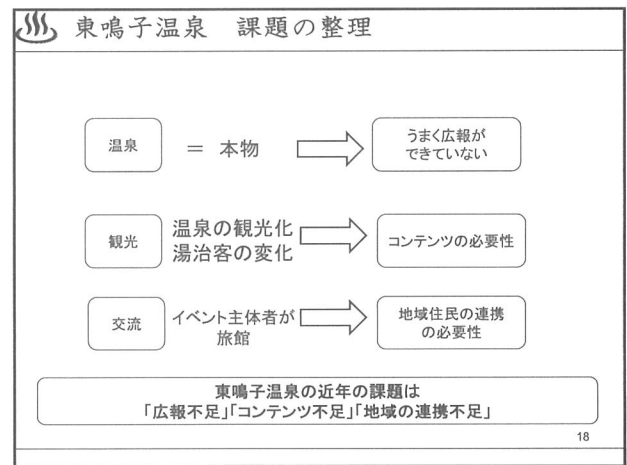 東鳴子温泉　課題の整理
温泉
＝ 本物
うまく広報が
できていない
観光
温泉の観光化
湯治客の変化
コンテンツの必要性
交流
イベント主体者が
旅館
地域住民の連携
の必要性
東鳴子温泉の近年の課題は
「広報不足」「コンテンツ不足」「地域の連携不足」
18